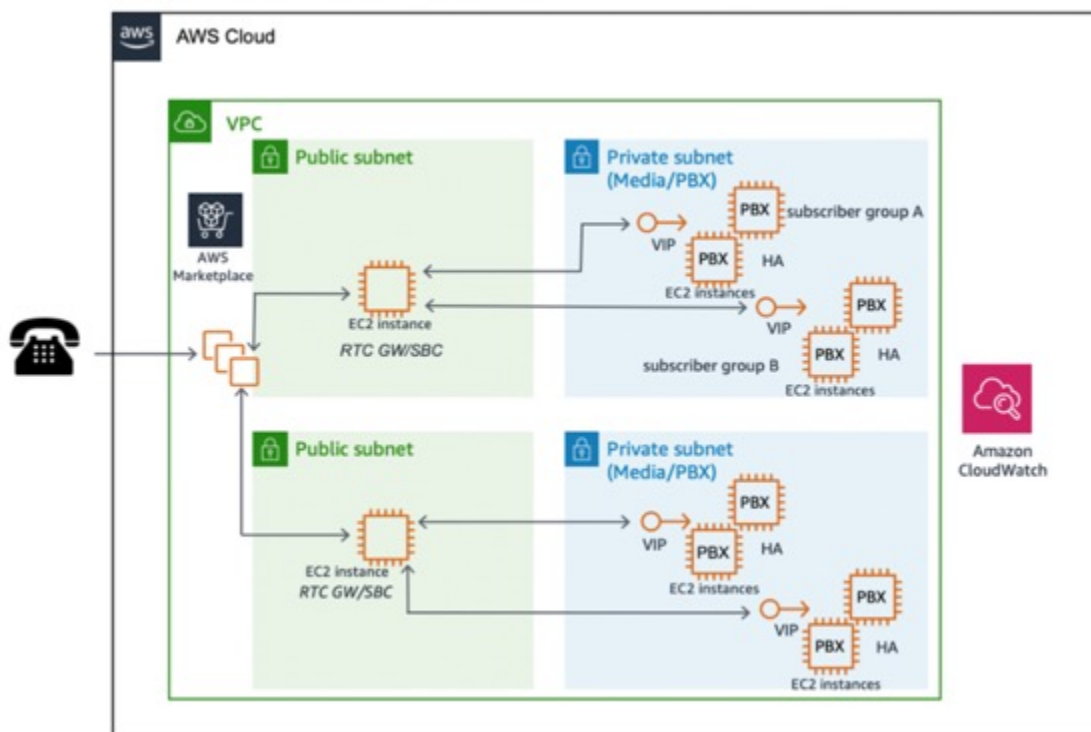 aws
AWS Cloud
VPC
Public subnet
Private subnet
(Media/PBX)
PBX
subscriber group A
AWS
Marketplace
VIP
PBX
HA
EC2 instances
EC2 instance
RTC GW/SBC
PBX
VIP
PBX
HA
subscriber group B
EC2 instances
Public subnet
Private subnet
(Media/PBX)
Amazon
CloudWatch
PBX
VIP
PBX
HA
EC2 instances
EC2 instance
RTC GW/SBC
PBX
VIP
PBX
HA
EC2 instances